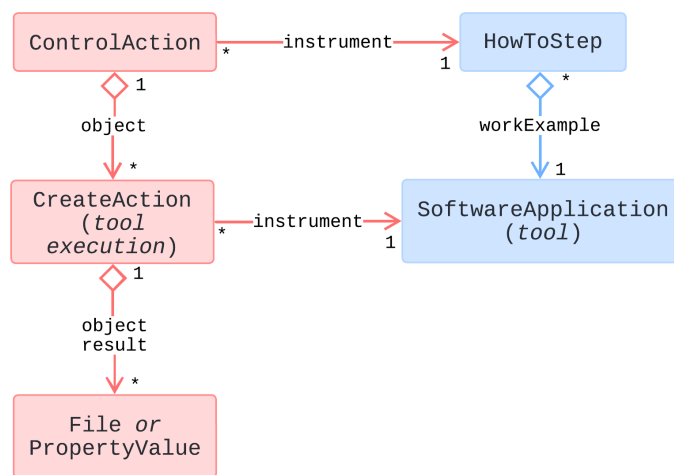 ControlAction
instrument
HowToStep
*
1
1
*
object
workExample
*
1
CreateAction
(tool
execution)
instrument
SoftwareApplication
(tool)
*
1
1
object
result
*
File or
PropertyValue